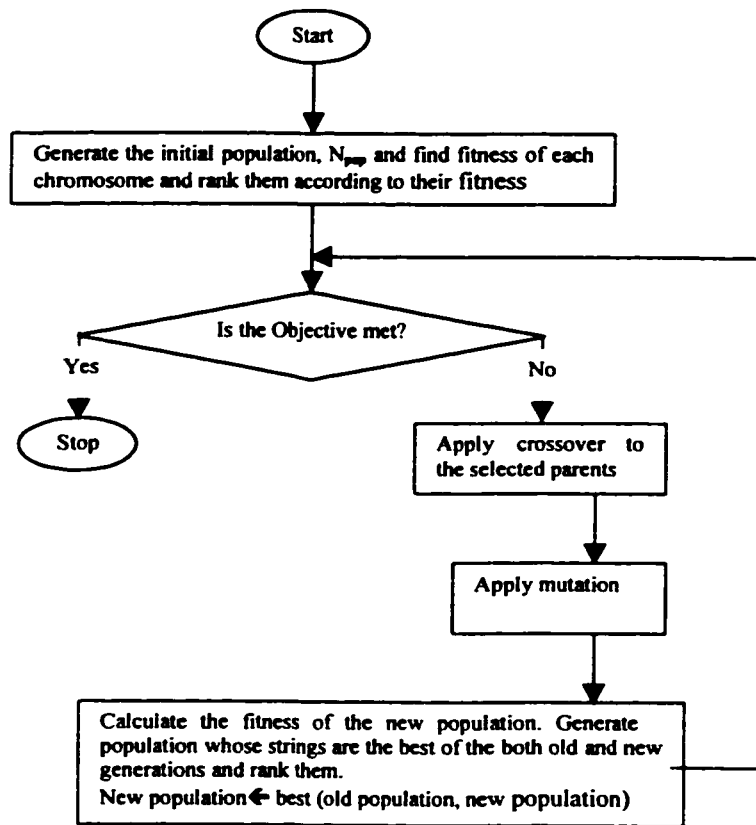 Start
Generate the initial population, Npop and find fitness of each
chromosome and rank them according to their fitness
Is the Objective met?
Yes
No
Stop
Apply crossover to
the selected parents
Apply mutation
Calculate the fitness of the new population. Generate
population whose strings are the best of the both old and new
generations and rank them.
New population← best (old population, new population)